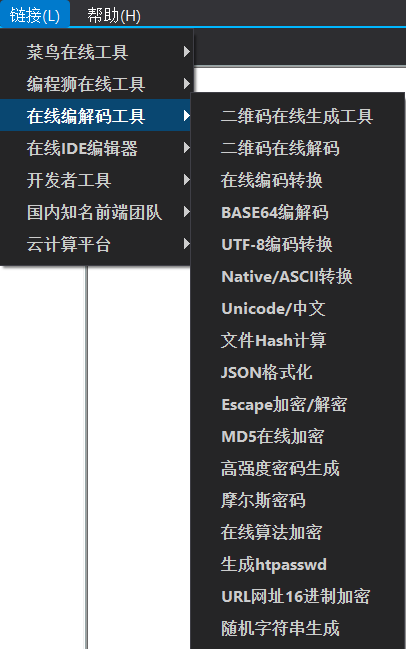 链接(L) 帮助(H)
菜鸟在线工具
编程狮在线工具
在线编解码工具
在线IDE编辑器
开发者工具
国内知名前端团队
云计算平台
二维码在线生成工具
二维码在线解码
在线编码转换
BASE64编解码
UTF-8编码转换
Native/ASCII转换
Unicode/中文
文件Hash计算
JSON格式化
Escape加密/解密
MD5在线加密
高强度密码生成
摩尔斯密码
在线算法加密
生成htpasswd
URL网址16进制加密
随机字符串生成